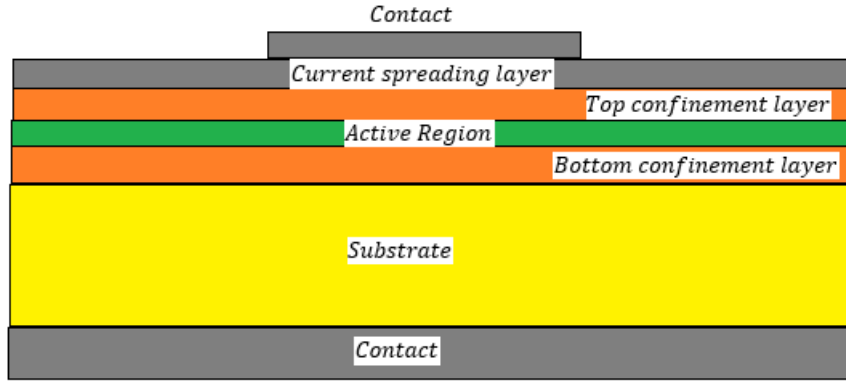 Contact
Current spreading layer
Top confinement layer
Active Region
Bottom confinement layer
Substrate
Contact